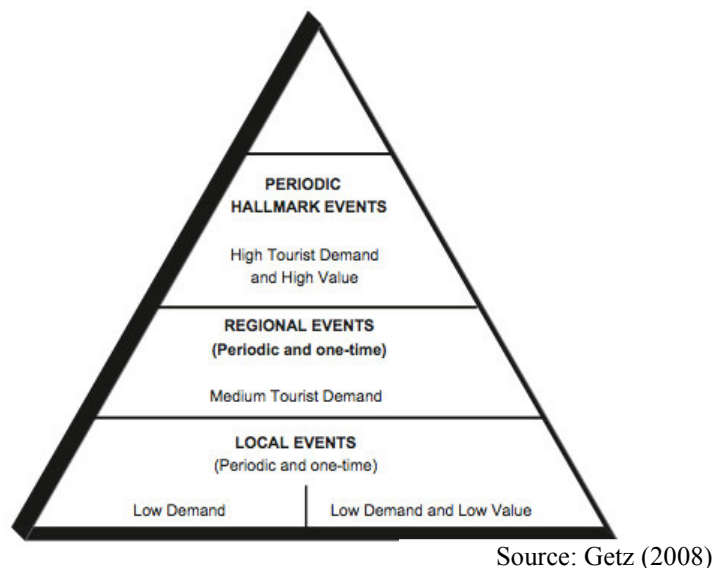 PERIODIC
HALLMARK EVENTS
High Tourist Demand
and High Value
REGIONAL EVENTS
(Periodic and one-time)
Medium Tourist Demand
LOCAL EVENTS
(Periodic and one-time)
Low Demand
Low Demand and Low Value
Source: Getz (2008)